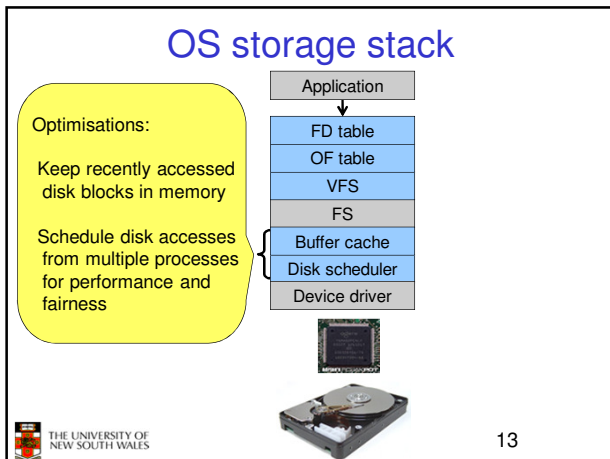 OS storage stack
Optimisations:
Keep recently accessed
disk blocks in memory
Schedule disk accesses
from multiple processes
for performance and
fairness
Application
FD table
OF table
VFS
FS
Buffer cache
Disk scheduler
Device driver
THE UNIVERSITY OF
NEW SOUTH WALES
13